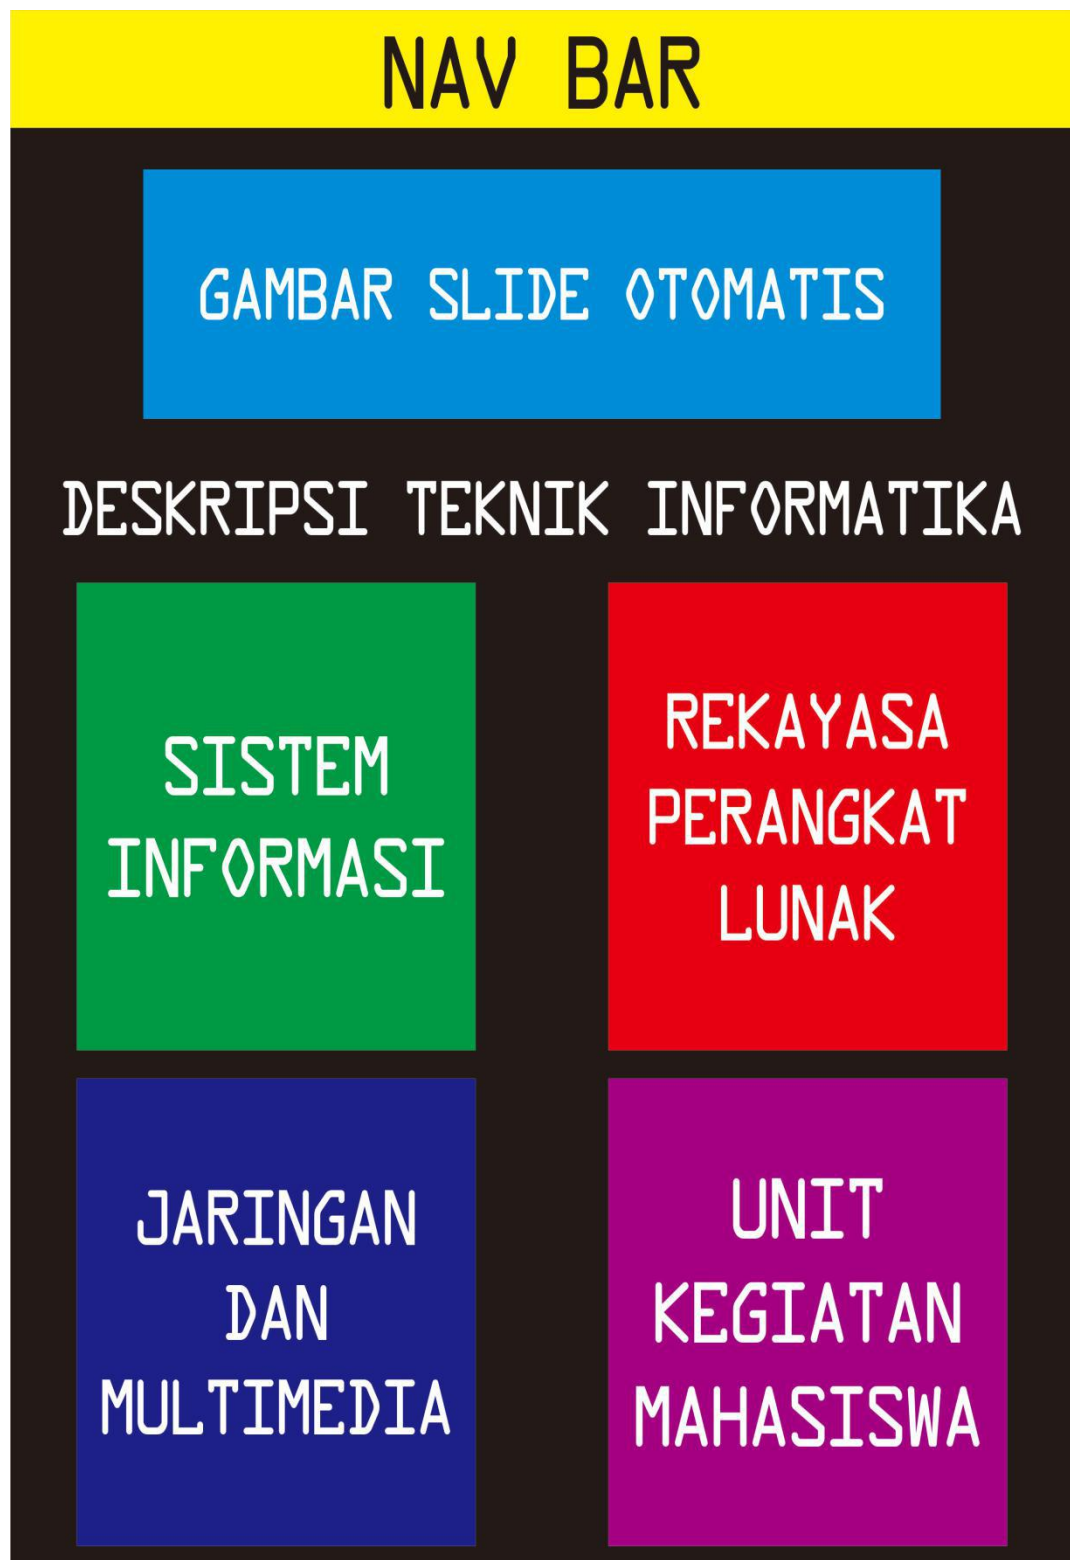 NAV BAR
GAMBAR SLIDE OTOMATIS
DESKRIPSI TEKNIK INFORMATIKA
SISTEM
INFORMASI
REKAYASA
PERANGKAT
LUNAK
JARINGAN
DAN
MULTIMEDIA
UNIT
KEGIATAN
MAHASISWA